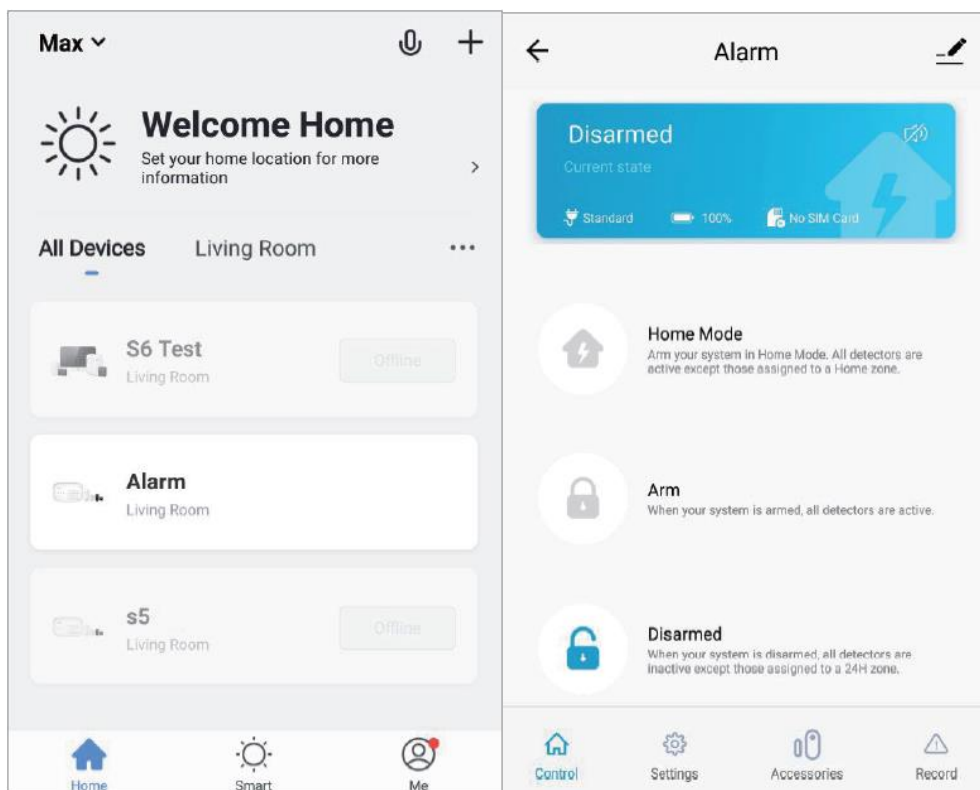 Max
Welcome Home
Set your home location for more
information
All Devices
Living Room
S6 Test
Living Room
Offline
Alarm
Living Room
s5
Living Room
Offline
Home
Smart
Me
Alarm
Disarmed
Current state
Standard
100%
No SIM Card
Home Mode
Arm your system in Home Mode. All detectors are
active except those assigned to a Home zone.
Arm
When your system is armed, all detectors are active.
Disarmed
When your system is disarmed, all detectors are
inactive except those assigned to a 24H zone.
Control
Settings
Accessories
Record